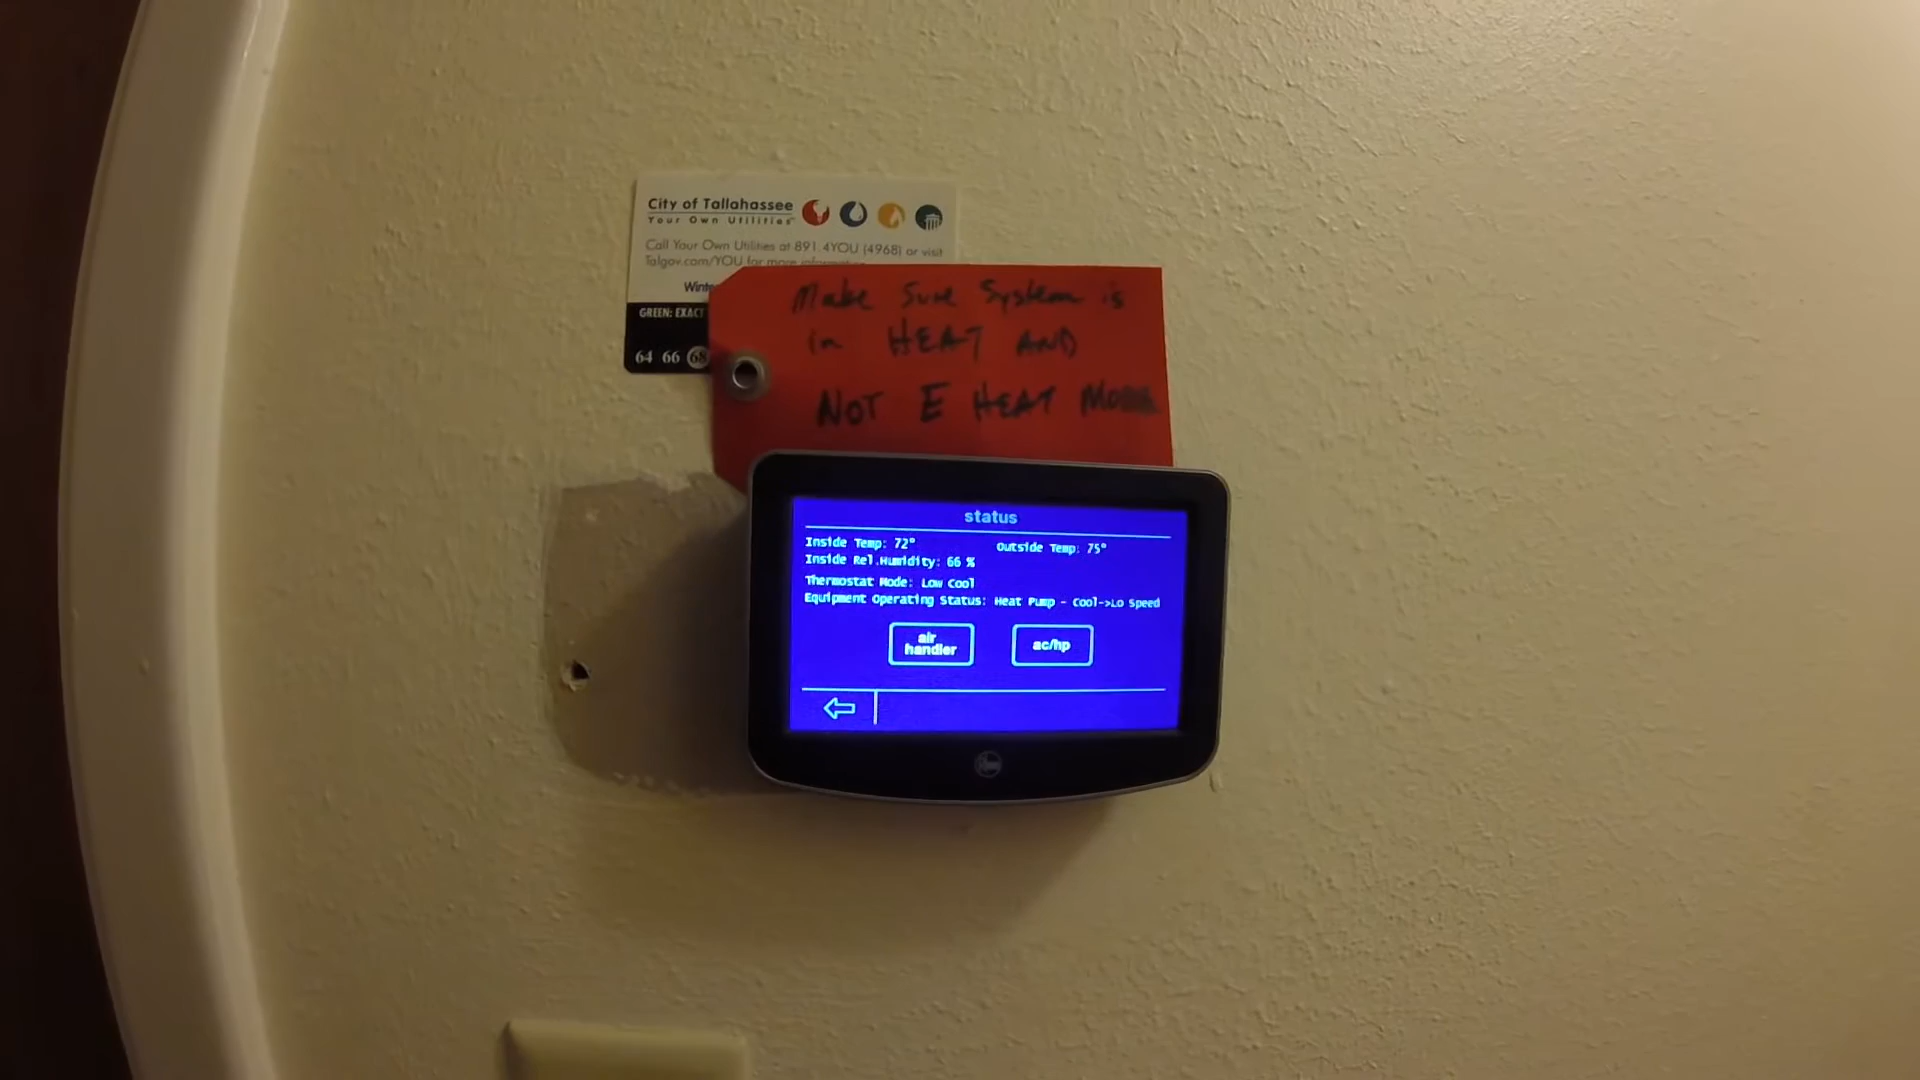 City of Tallahassee
Your Own Utilities
Call Your Own Utilities at 891.4YOU (4968) or visit
Talgov.com/YOU for more information
GREEN: EXACT
64 66 68
Make Sure System is
in HEAT AND
NOT E HEAT MODE
status
Inside Temp: 72° Outside Temp: 75°
Inside Rel.Humidity: 66 %
Thermostat Mode: Low Cool
Equipment Operating Status: Heat Pump - Cool->Lo Speed
air handler
ac/hp